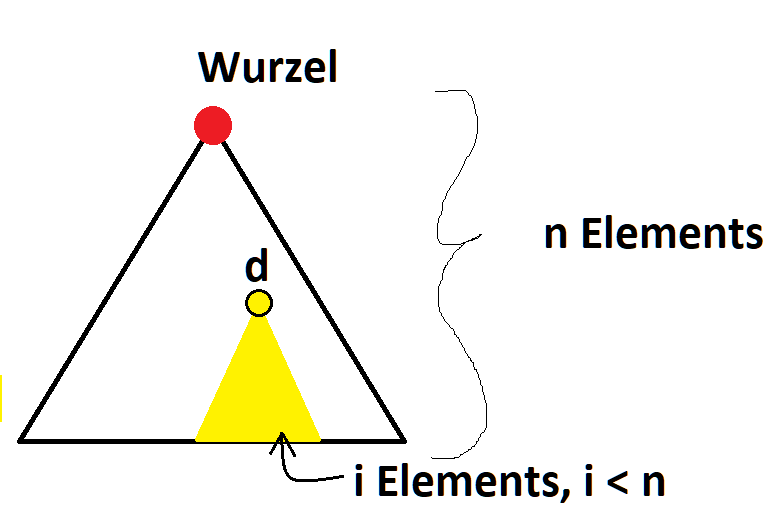 Wurzel
n Elements
d
i Elements, i < n